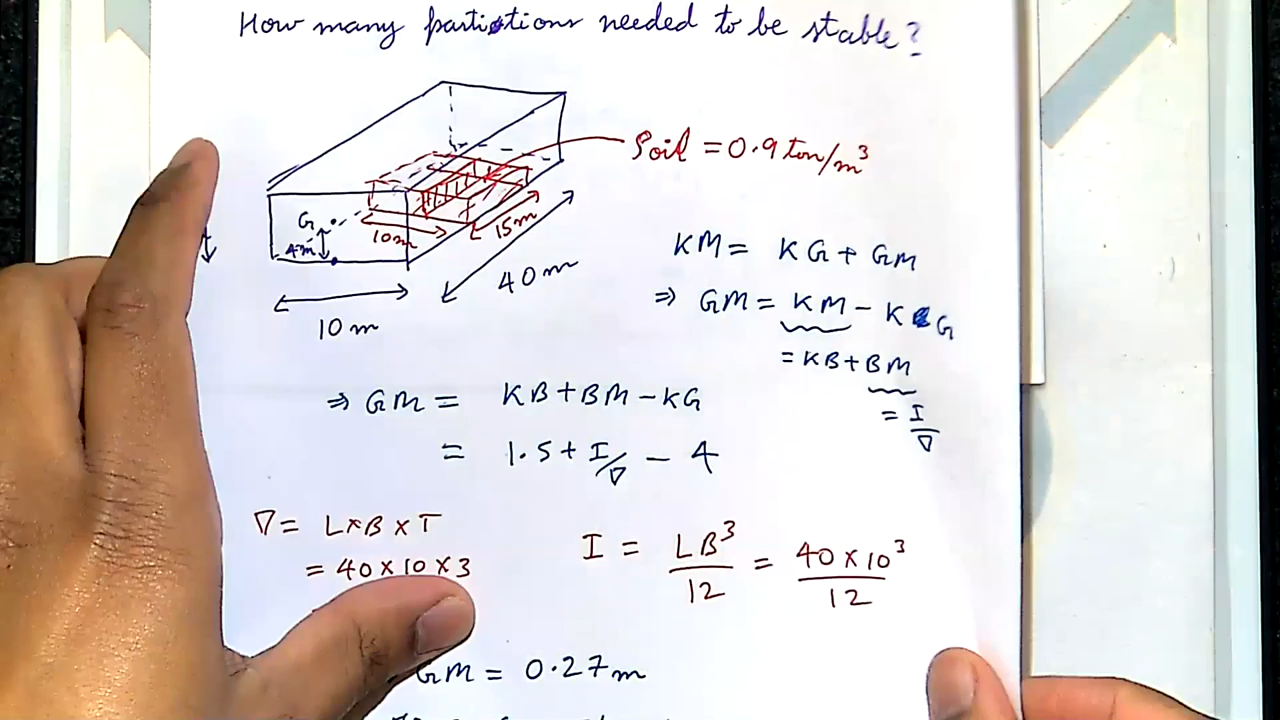 How many partitions needed to be stable?
Soil = 0.9 ton/m³
G
4m
10m
15m
40m
10m
KM = KG + GM
⇒ GM = KM - KG
= KB + BM
= I/∇
⇒ GM = KB + BM - KG
= 1.5 + I/∇ - 4
∇ = L×B×T
= 40×10×3
I = LB³/12 = 40×10³/12
GM = 0.27m